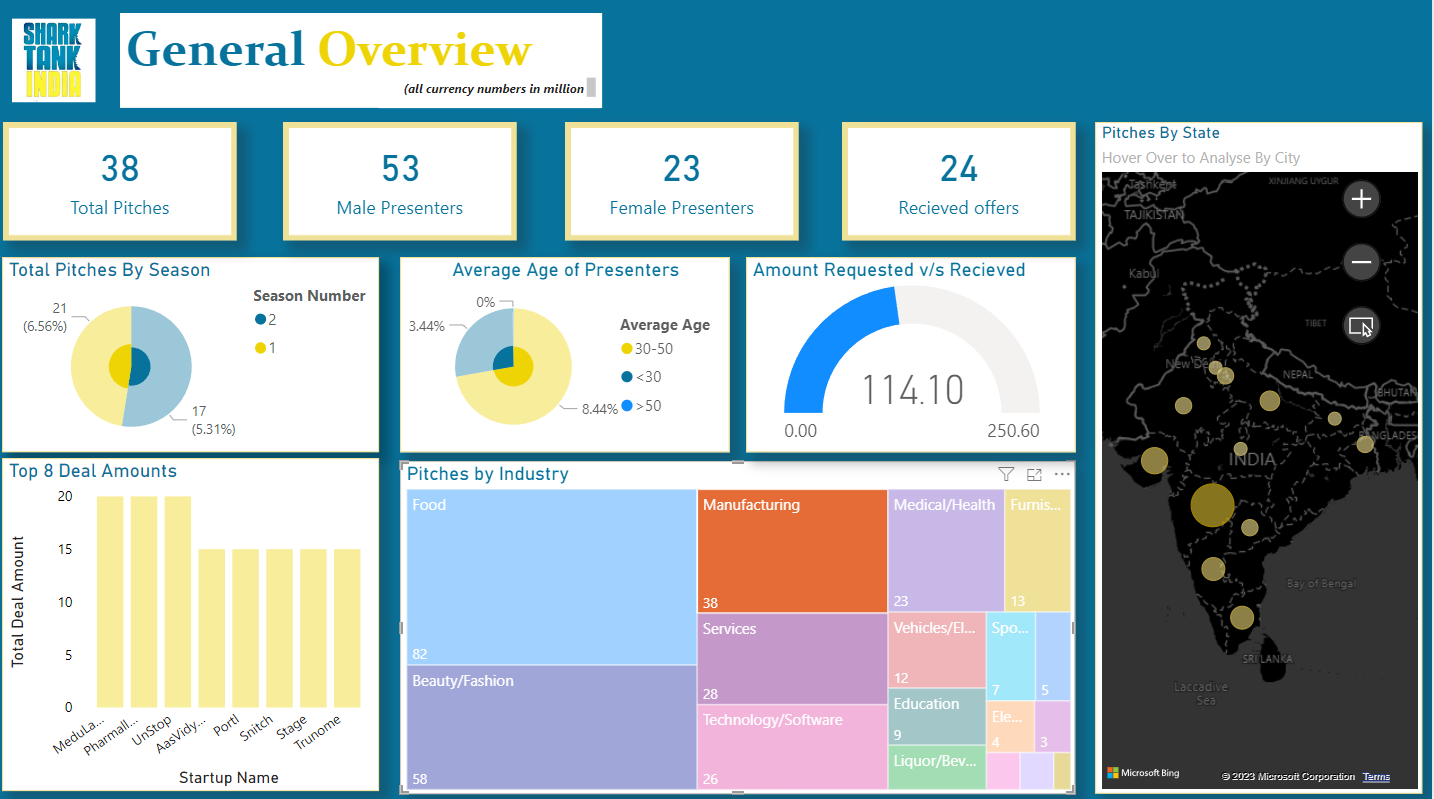 SHARK
TANK
INDIA
General Overview
(all currency numbers in million
38
Total Pitches
53
Male Presenters
23
Female Presenters
24
Recieved offers
Pitches By State
Hover Over to Analyse By City
Tashkent
XINJIANG UYGUR
TAJIKISTAN
Kabul
TIBET
New Delhi
NEPAL
BHUTAN
BANGLADES
INDIA
Bay of Bengal
SRI LANKA
Laccadive
Sea
Microsoft Bing
© 2023 Microsoft Corporation Terms
Total Pitches By Season
21
(6.56%)
17
(5.31%)
Season Number
2
1
Average Age of Presenters
0%
3.44%
8.44%
Average Age
30-50
<30
>50
Amount Requested v/s Recieved
114.10
0.00
250.60
Top 8 Deal Amounts
Total Deal Amount
20
15
10
5
0
MeduLa...
Pharmall...
UnStop
AasVidy...
Portl
Snitch
Stage
Trunome
Startup Name
Pitches by Industry
Food
82
Beauty/Fashion
58
Manufacturing
38
Services
28
Technology/Software
26
Medical/Health
23
Furnis...
13
Vehicles/El...
12
Spo...
7
5
Education
9
Ele...
4
3
Liquor/Bev...